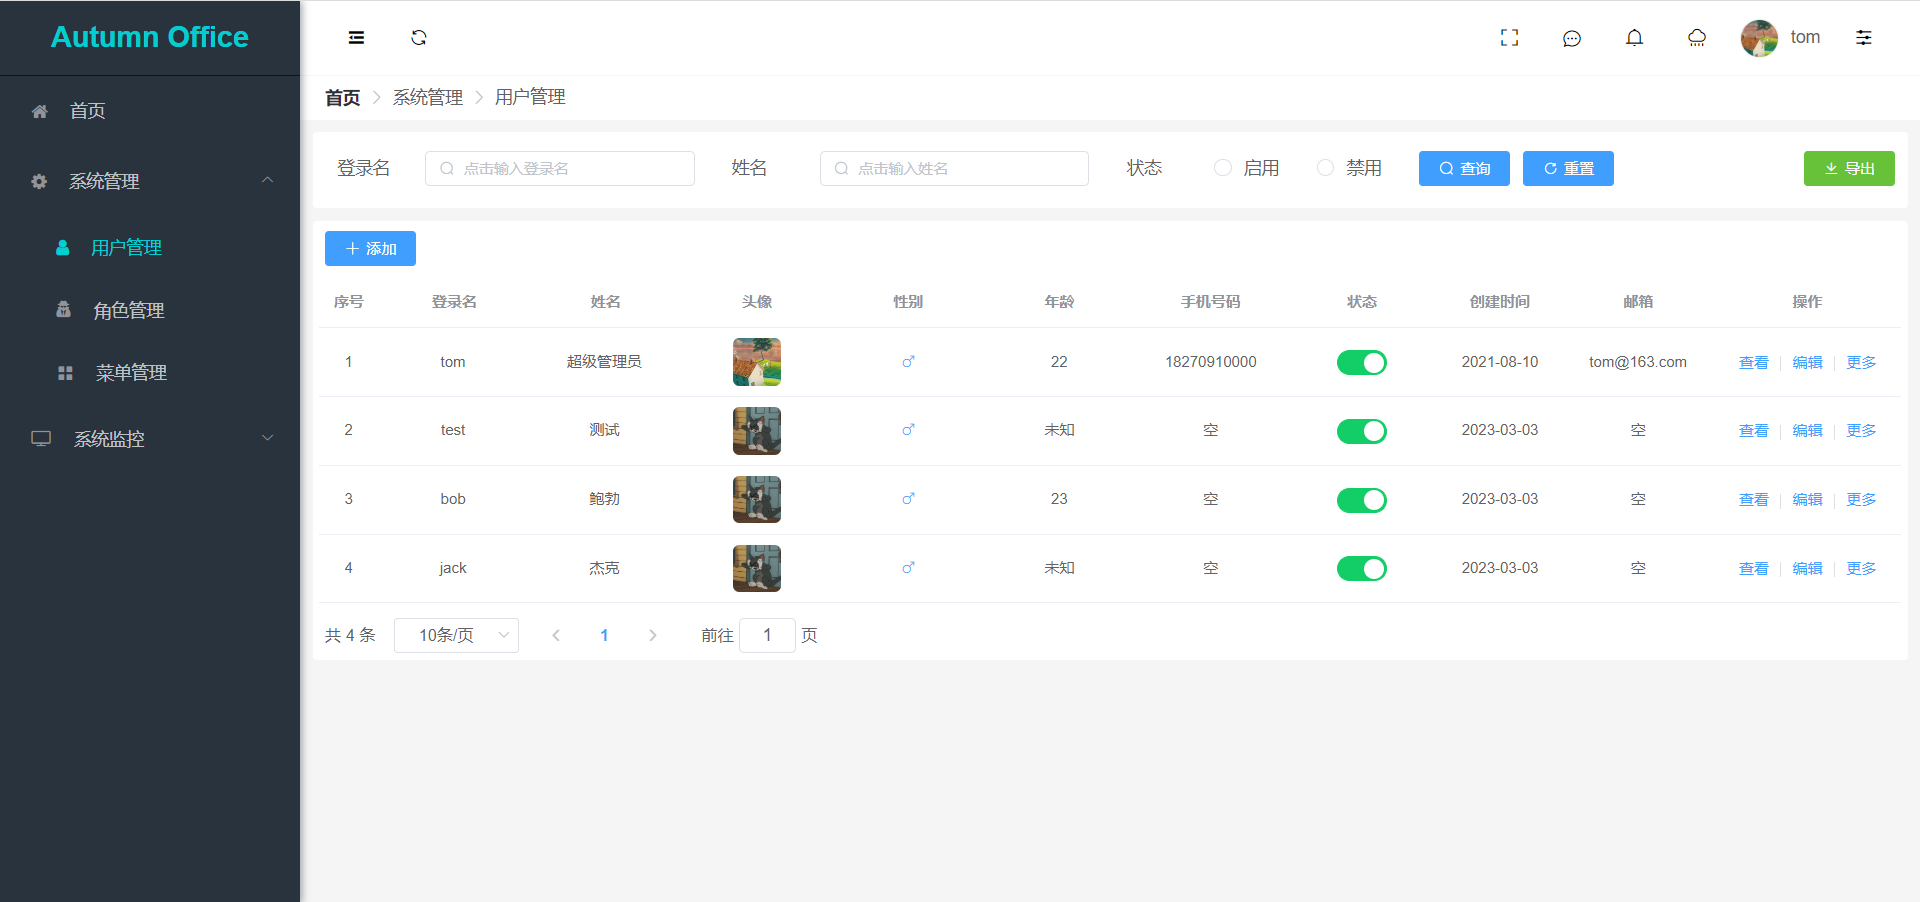 Autumn Office
tom
首页
系统管理
用户管理
角色管理
菜单管理
系统监控
首页 系统管理 用户管理
登录名 点击输入登录名 姓名 点击输入姓名 状态 启用 禁用 查询 重置 导出
添加
序号 登录名 姓名 头像 性别 年龄 手机号码 状态 创建时间 邮箱 操作
1 tom 超级管理员 22 18270910000 2021-08-10 tom@163.com 查看 编辑 更多
2 test 测试 未知 空 2023-03-03 空 查看 编辑 更多
3 bob 鲍勃 23 空 2023-03-03 空 查看 编辑 更多
4 jack 杰克 未知 空 2023-03-03 空 查看 编辑 更多
共 4 条 10条/页 1 前往 1 页